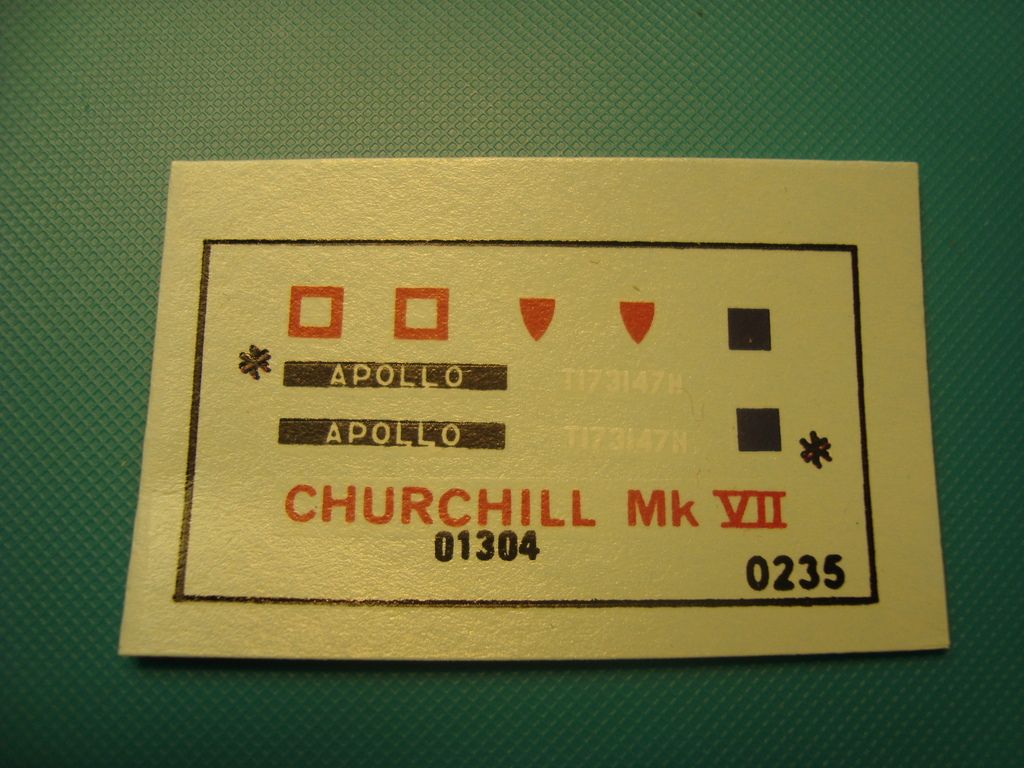 APOLLO T173147H
APOLLO T173147H
CHURCHILL Mk VII
01304
0235